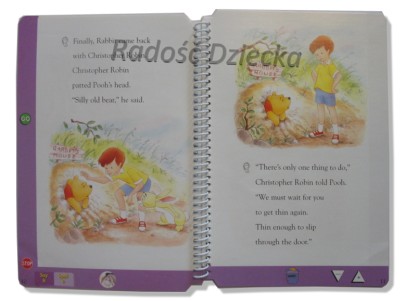 Finally, Rabbit came back
with Christopher Robin.
Christopher Robin
patted Pooh's head.
"Silly old bear," he said.
Radość Dziecka
GO
STOP
"There's only one thing to do,"
Christopher Robin told Pooh.
"We must wait for you
to get thin again.
Thin enough to slip
through the door."